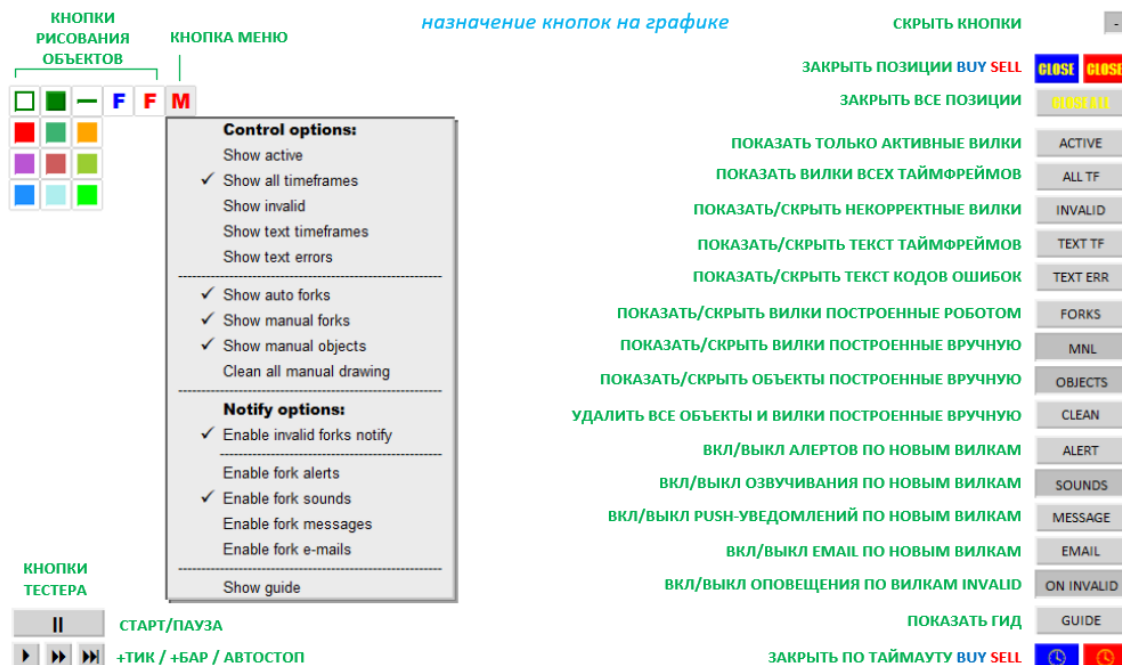 назначение кнопок на графике
КНОПКИ
РИСОВАНИЯ
ОБЪЕКТОВ
КНОПКА МЕНЮ
F F M
Control options:
Show active
✓ Show all timeframes
Show invalid
Show text timeframes
Show text errors
✓ Show auto forks
✓ Show manual forks
✓ Show manual objects
Clean all manual drawing
Notify options:
✓ Enable invalid forks notify
Enable fork alerts
✓ Enable fork sounds
Enable fork messages
Enable fork e-mails
Show guide
КНОПКИ
ТЕСТЕРА
СТАРТ/ПАУЗА
+ТИК / +БАР / АВТОСТОП
СКРЫТЬ КНОПКИ -
ЗАКРЫТЬ ПОЗИЦИИ BUY SELL CLOSE CLOSE
ЗАКРЫТЬ ВСЕ ПОЗИЦИИ CLOSE ALL
ПОКАЗАТЬ ТОЛЬКО АКТИВНЫЕ ВИЛКИ ACTIVE
ПОКАЗАТЬ ВИЛКИ ВСЕХ ТАЙМФРЕЙМОВ ALL TF
ПОКАЗАТЬ/СКРЫТЬ НЕКОРРЕКТНЫЕ ВИЛКИ INVALID
ПОКАЗАТЬ/СКРЫТЬ ТЕКСТ ТАЙМФРЕЙМОВ TEXT TF
ПОКАЗАТЬ/СКРЫТЬ ТЕКСТ КОДОВ ОШИБОК TEXT ERR
ПОКАЗАТЬ/СКРЫТЬ ВИЛКИ ПОСТРОЕННЫЕ РОБОТОМ FORKS
ПОКАЗАТЬ/СКРЫТЬ ВИЛКИ ПОСТРОЕННЫЕ ВРУЧНУЮ MNL
ПОКАЗАТЬ/СКРЫТЬ ОБЪЕКТЫ ПОСТРОЕННЫЕ ВРУЧНУЮ OBJECTS
УДАЛИТЬ ВСЕ ОБЪЕКТЫ И ВИЛКИ ПОСТРОЕННЫЕ ВРУЧНУЮ CLEAN
ВКЛ/ВЫКЛ АЛЕРТОВ ПО НОВЫМ ВИЛКАМ ALERT
ВКЛ/ВЫКЛ ОЗВУЧИВАНИЯ ПО НОВЫМ ВИЛКАМ SOUNDS
ВКЛ/ВЫКЛ PUSH-УВЕДОМЛЕНИЙ ПО НОВЫМ ВИЛКАМ MESSAGE
ВКЛ/ВЫКЛ EMAIL ПО НОВЫМ ВИЛКАМ EMAIL
ВКЛ/ВЫКЛ ОПОВЕЩЕНИЯ ПО ВИЛКАМ INVALID ON INVALID
ПОКАЗАТЬ ГИД GUIDE
ЗАКРЫТЬ ПО ТАЙМАУТУ BUY SELL